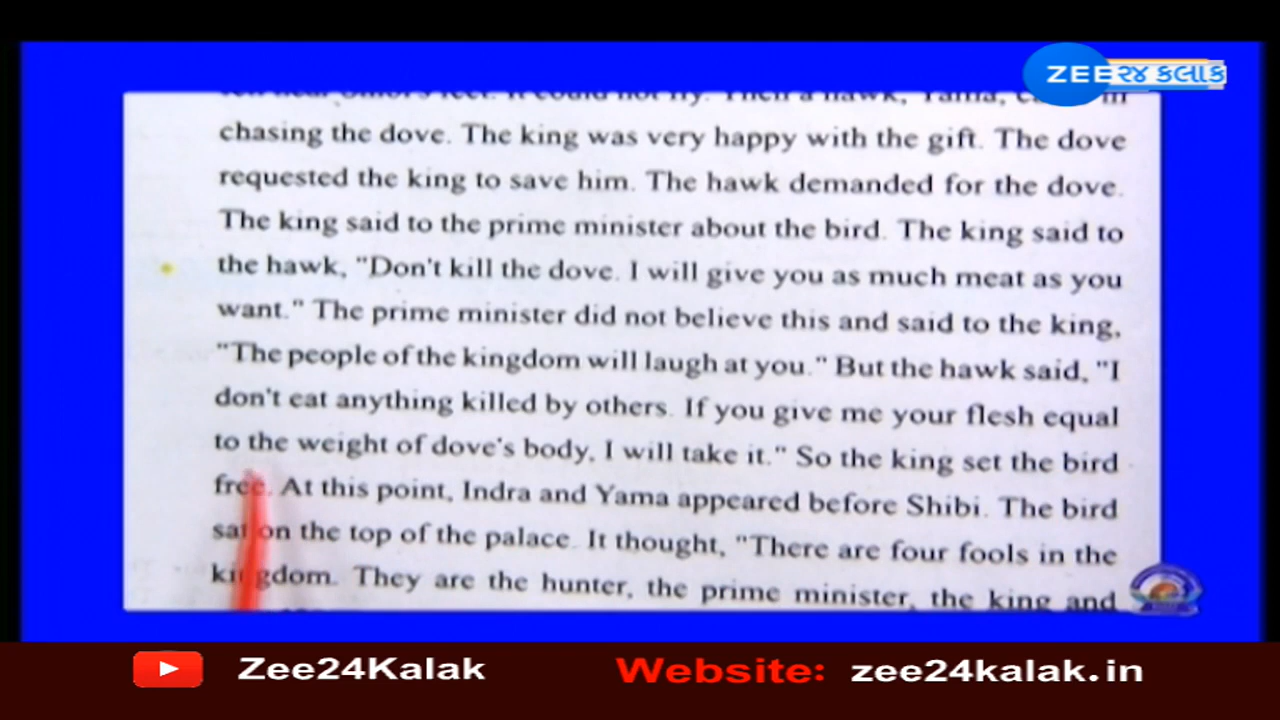 ZEE ૨૪ કલાક
chasing the dove. The king was very happy with the gift. The dove
requested the king to save him. The hawk demanded for the dove.
The king said to the prime minister about the bird. The king said to
the hawk, "Don't kill the dove. I will give you as much meat as you
want." The prime minister did not believe this and said to the king,
"The people of the kingdom will laugh at you." But the hawk said, "I
don't eat anything killed by others. If you give me your flesh equal
to the weight of dove's body, I will take it." So the king set the bird
free. At this point, Indra and Yama appeared before Shibi. The bird
sat on the top of the palace. It thought, "There are four fools in the
kingdom. They are the hunter, the prime minister, the king and
Zee24Kalak Website: zee24kalak.in